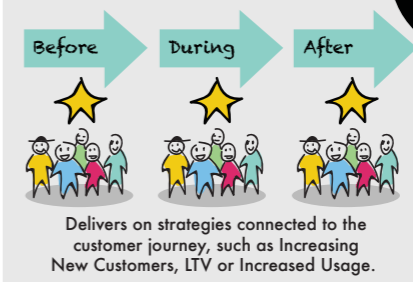 Before During After
Delivers on strategies connected to the
customer journey, such as Increasing
New Customers, LTV or Increased Usage.